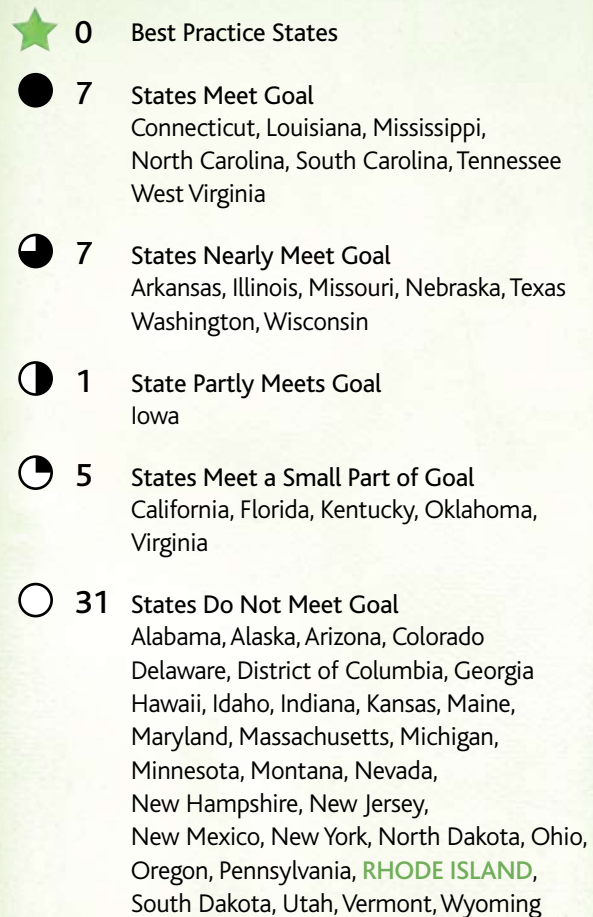 0 Best Practice States
7 States Meet Goal
Connecticut, Louisiana, Mississippi,
North Carolina, South Carolina, Tennessee
West Virginia
7 States Nearly Meet Goal
Arkansas, Illinois, Missouri, Nebraska, Texas
Washington, Wisconsin
1 State Partly Meets Goal
Iowa
5 States Meet a Small Part of Goal
California, Florida, Kentucky, Oklahoma,
Virginia
31 States Do Not Meet Goal
Alabama, Alaska, Arizona, Colorado
Delaware, District of Columbia, Georgia
Hawaii, Idaho, Indiana, Kansas, Maine,
Maryland, Massachusetts, Michigan,
Minnesota, Montana, Nevada,
New Hampshire, New Jersey,
New Mexico, New York, North Dakota, Ohio,
Oregon, Pennsylvania, RHODE ISLAND,
South Dakota, Utah, Vermont, Wyoming